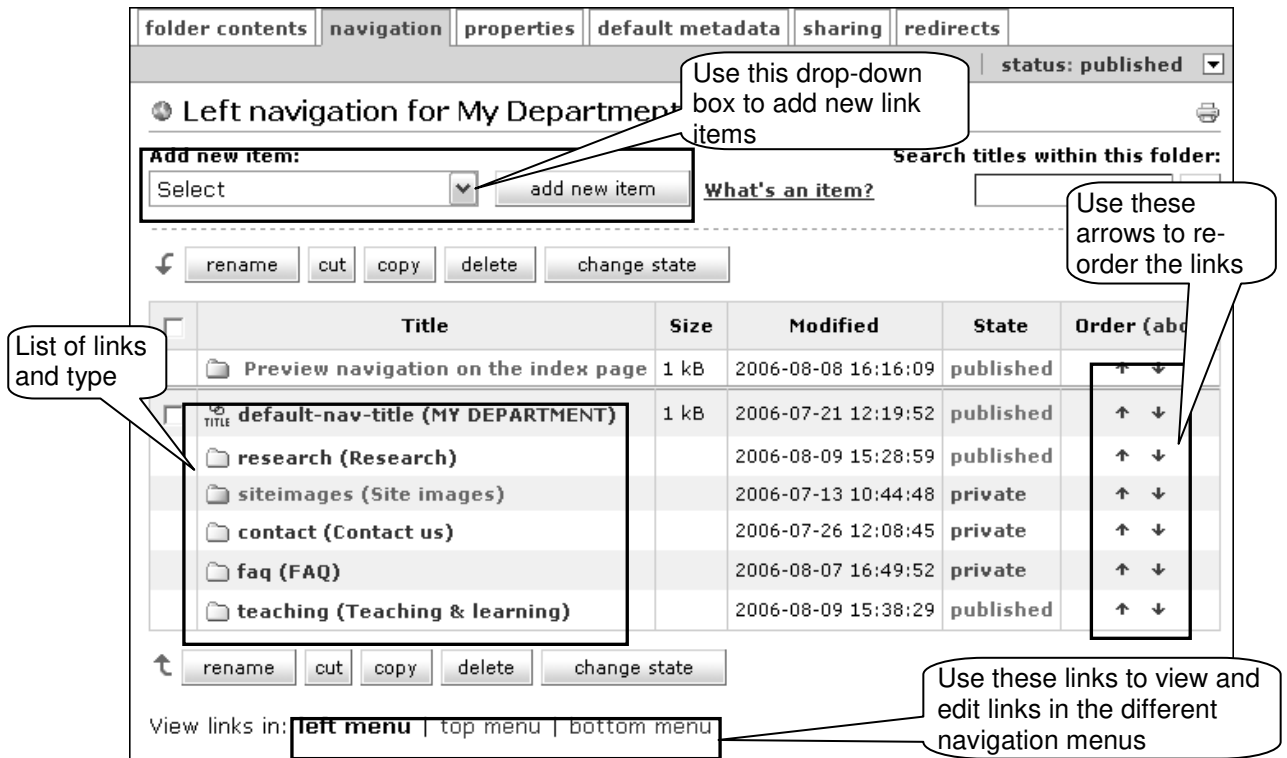 folder contents navigation properties default metadata sharing redirects
status: published
Use this drop-down
box to add new link
items
Left navigation for My Departmen
Add new item:
Search titles within this folder:
Select add new item What's an item?
Use these
arrows to re-
order the links
rename cut copy delete change state
Title Size Modified State Order (abo
List of links
and type
Preview navigation on the index page 1 kB 2006-08-08 16:16:09 published
TITLE default-nav-title (MY DEPARTMENT) 1 kB 2006-07-21 12:19:52 published
research (Research) 2006-08-09 15:28:59 published
siteimages (Site images) 2006-07-13 10:44:48 private
contact (Contact us) 2006-07-26 12:08:45 private
faq (FAQ) 2006-08-07 16:49:52 private
teaching (Teaching & learning) 2006-08-09 15:38:29 published
rename cut copy delete change state
Use these links to view and
edit links in the different
navigation menus
View links in: left menu | top menu | bottom menu